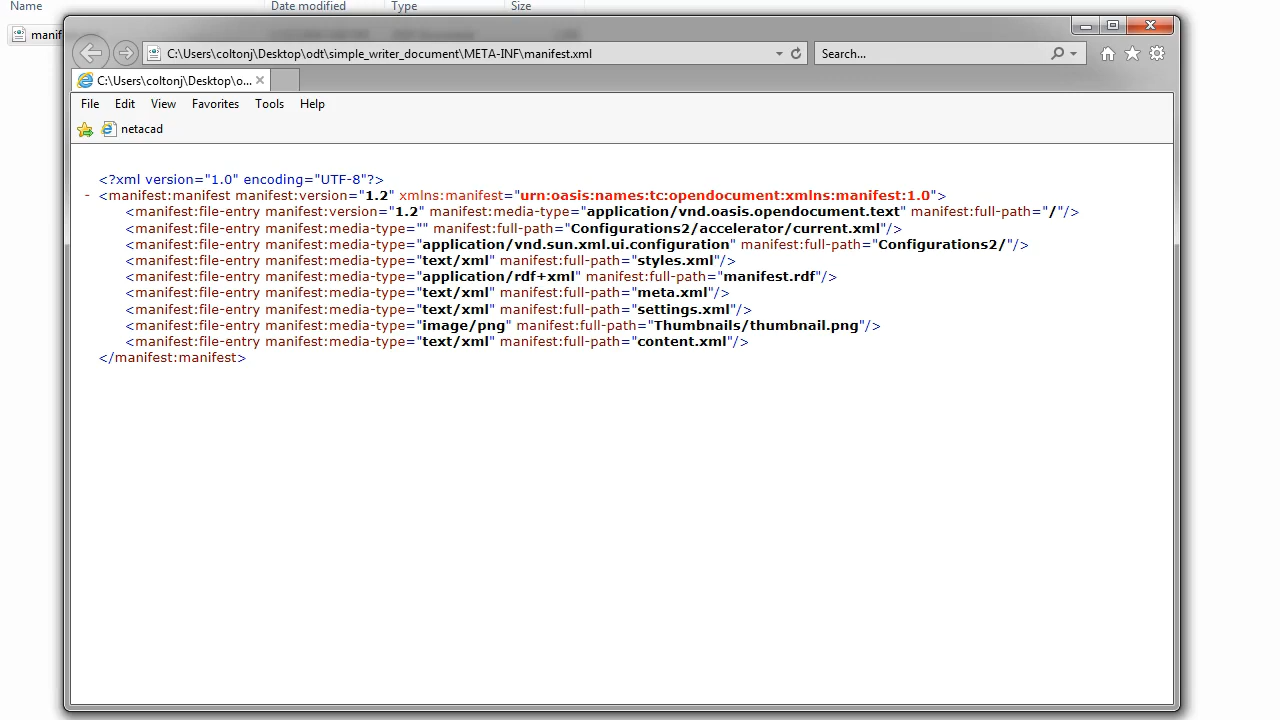 Name Date modified Type Size
manif
C:\Users\coltonj\Desktop\odt\simple_writer_document\META-INF\manifest.xml Search...
C:\Users\coltonj\Desktop\o...
File Edit View Favorites Tools Help
netacad
<?xml version="1.0" encoding="UTF-8"?>
- <manifest:manifest manifest:version="1.2" xmlns:manifest="urn:oasis:names:tc:opendocument:xmlns:manifest:1.0">
<manifest:file-entry manifest:version="1.2" manifest:media-type="application/vnd.oasis.opendocument.text" manifest:full-path="/"/>
<manifest:file-entry manifest:media-type="" manifest:full-path="Configurations2/accelerator/current.xml"/>
<manifest:file-entry manifest:media-type="application/vnd.sun.xml.ui.configuration" manifest:full-path="Configurations2/"/>
<manifest:file-entry manifest:media-type="text/xml" manifest:full-path="styles.xml"/>
<manifest:file-entry manifest:media-type="application/rdf+xml" manifest:full-path="manifest.rdf"/>
<manifest:file-entry manifest:media-type="text/xml" manifest:full-path="meta.xml"/>
<manifest:file-entry manifest:media-type="text/xml" manifest:full-path="settings.xml"/>
<manifest:file-entry manifest:media-type="image/png" manifest:full-path="Thumbnails/thumbnail.png"/>
<manifest:file-entry manifest:media-type="text/xml" manifest:full-path="content.xml"/>
</manifest:manifest>